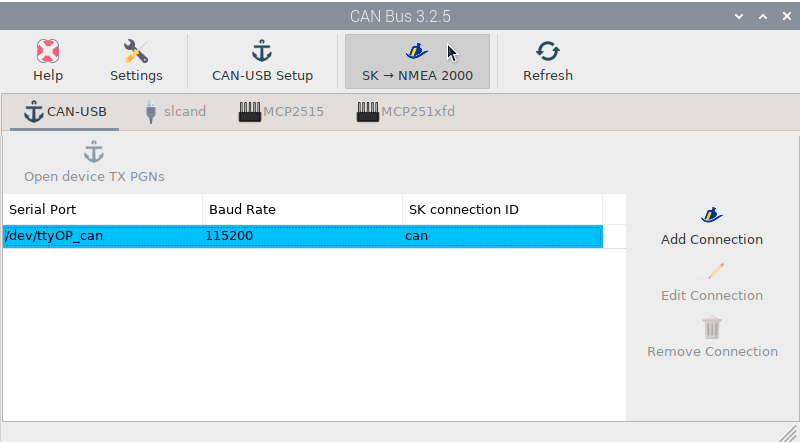 CAN Bus 3.2.5
Help
Settings
CAN-USB Setup
SK → NMEA 2000
Refresh
CAN-USB
slcand
MCP2515
MCP251xfd
Open device TX PGNs
Serial Port
Baud Rate
SK connection ID
/dev/ttyOP_can
115200
can
Add Connection
Edit Connection
Remove Connection